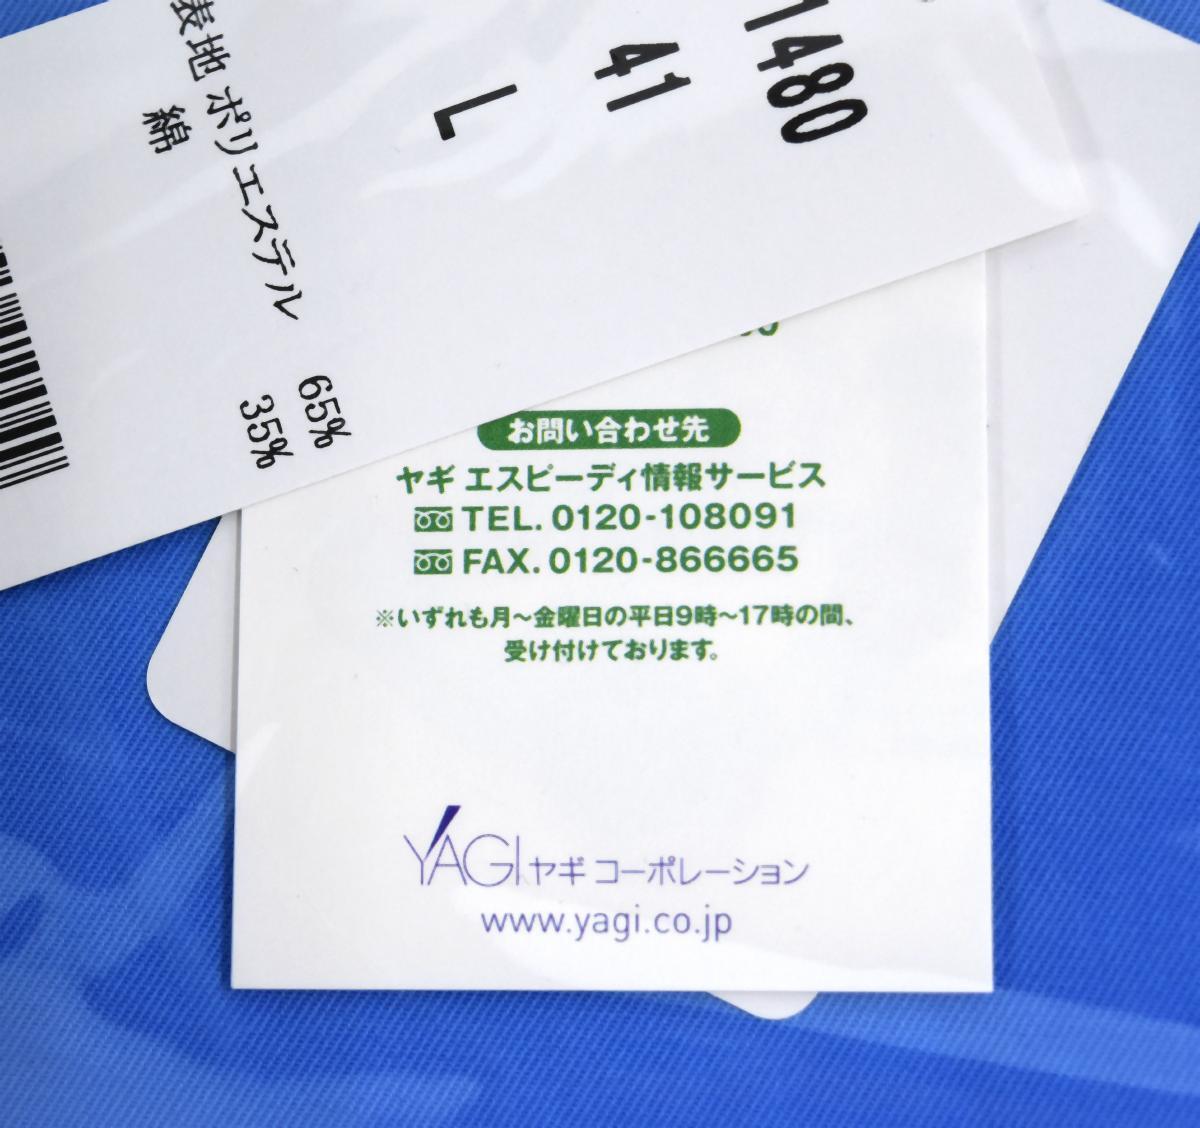 1480
41
L
表地 ポリエステル 65%
綿 35%
お問い合わせ先
ヤギ エスピーディ情報サービス
TEL. 0120-108091
FAX. 0120-866665
※いずれも月～金曜日の平日9時～17時の間、
受け付けております。
YAGI ヤギ コーポレーション
www.yagi.co.jp